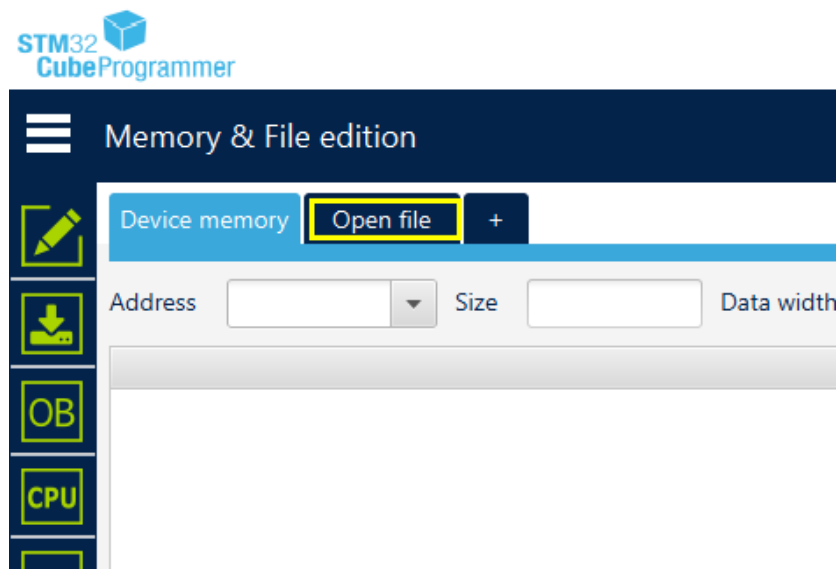 STM32
CubeProgrammer
Memory & File edition
Device memory Open file +
Address Size Data width
OB
CPU